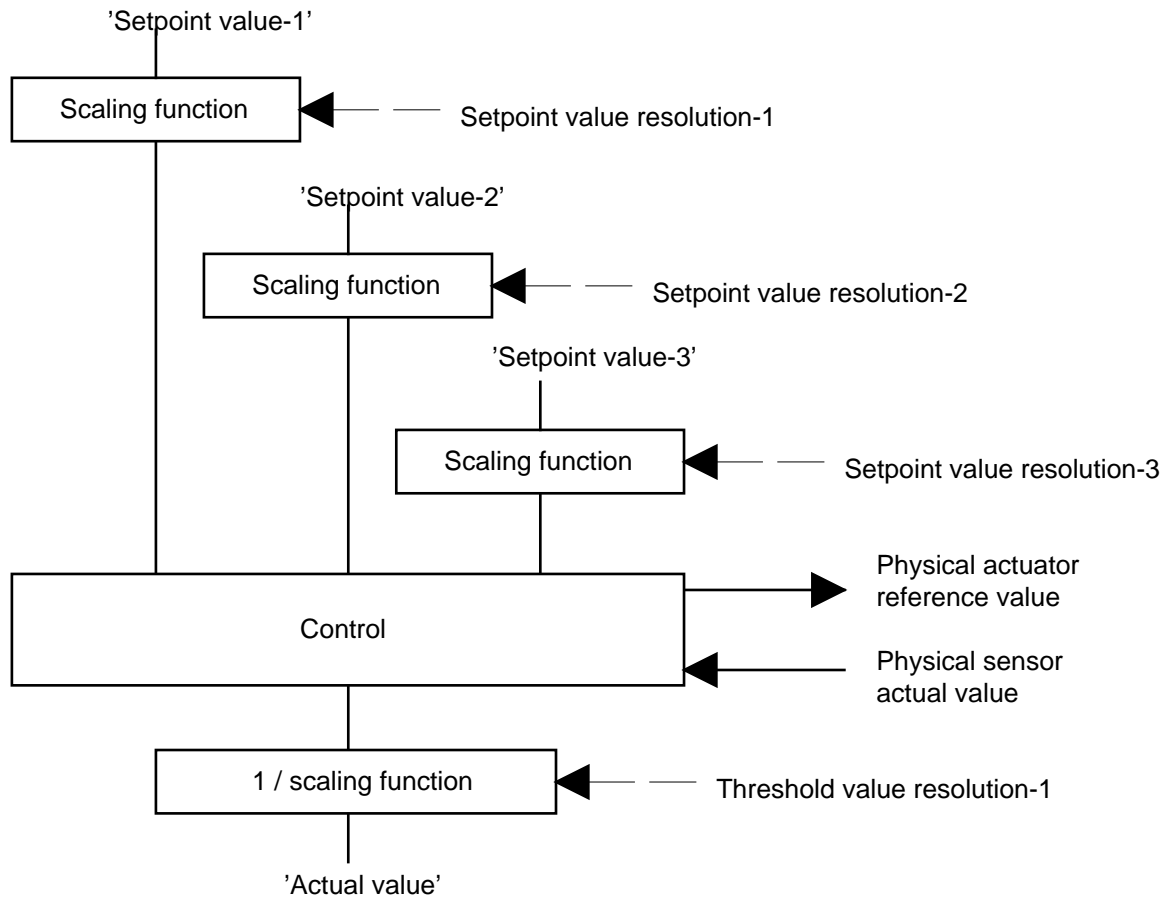 ’Setpoint value-1’
Scaling function
Setpoint value resolution-1
’Setpoint value-2’
Scaling function
Setpoint value resolution-2
’Setpoint value-3’
Scaling function
Setpoint value resolution-3
Physical actuator
reference value
Control
Physical sensor
actual value
1 / scaling function
Threshold value resolution-1
’Actual value’